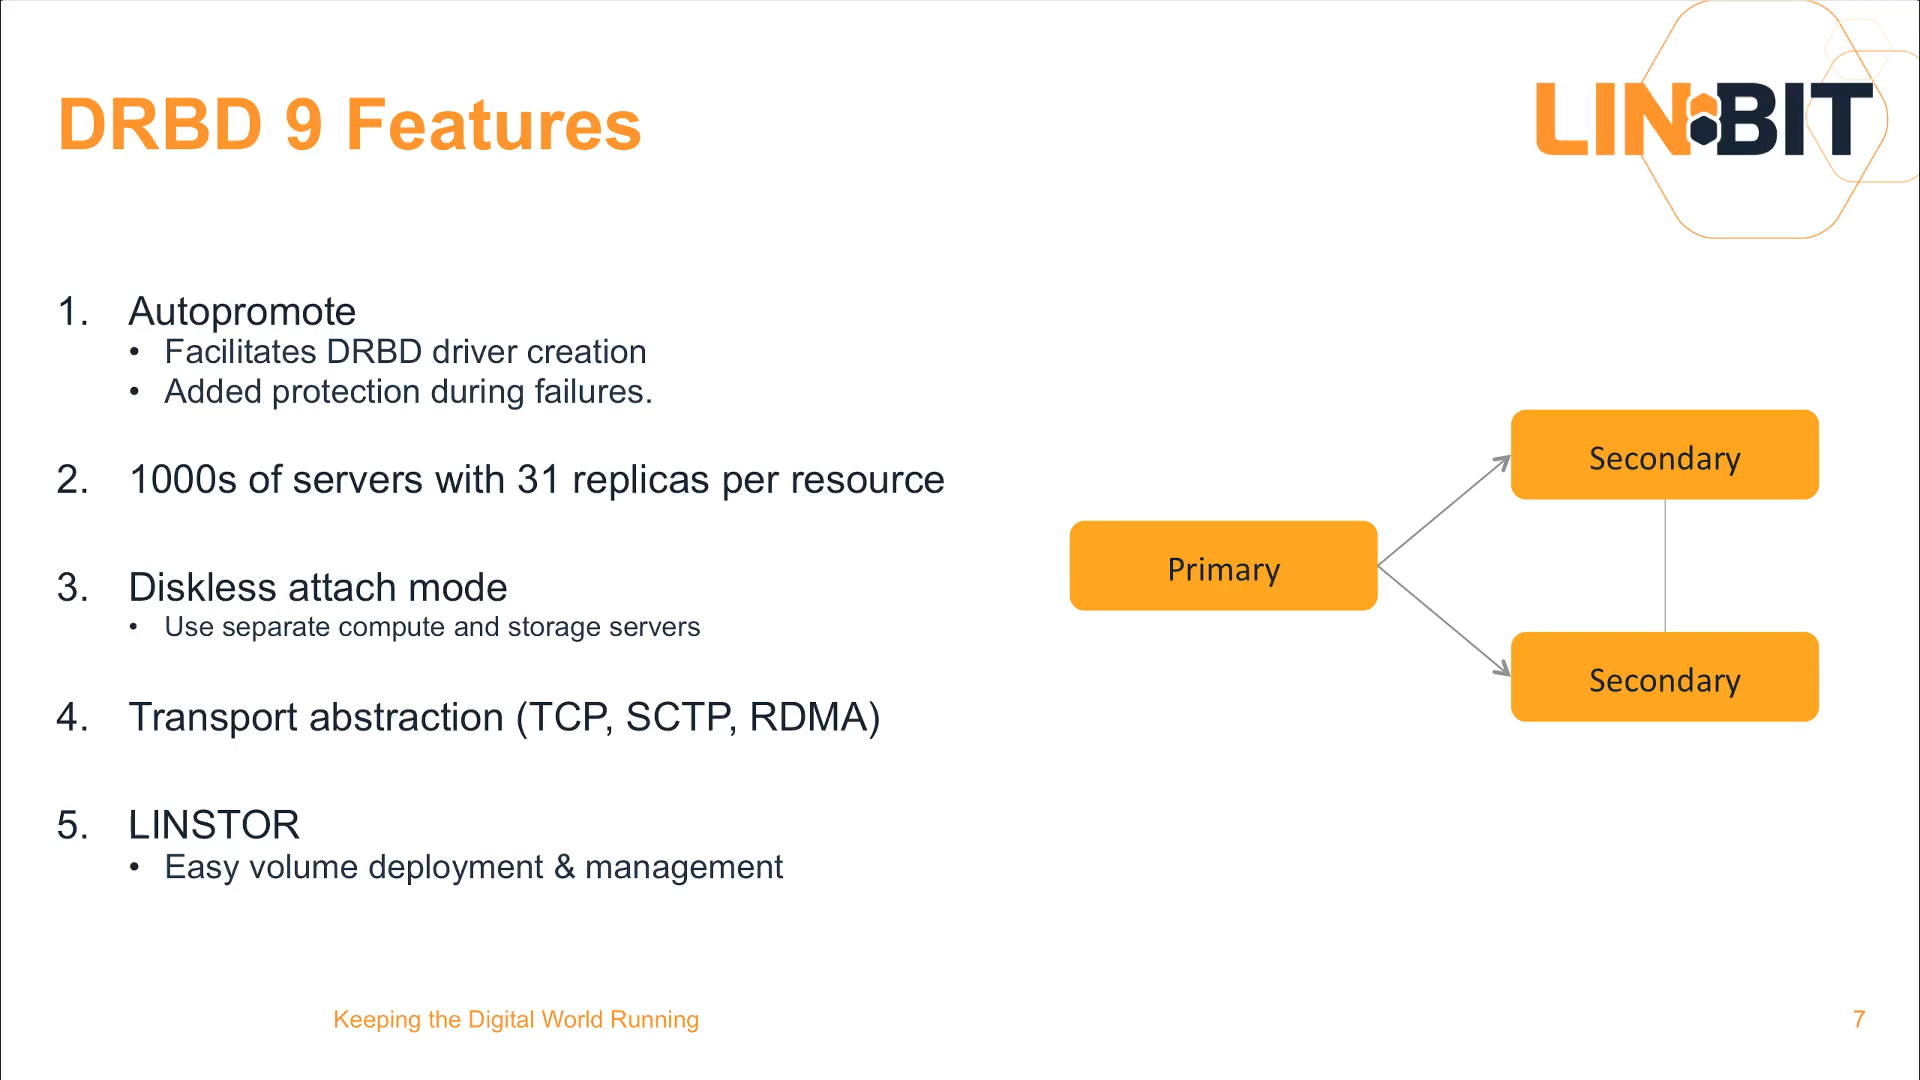 DRBD 9 Features
LINBIT
1. Autopromote
• Facilitates DRBD driver creation
• Added protection during failures.
2. 1000s of servers with 31 replicas per resource
3. Diskless attach mode
• Use separate compute and storage servers
4. Transport abstraction (TCP, SCTP, RDMA)
5. LINSTOR
• Easy volume deployment & management
Secondary
Primary
Secondary
Keeping the Digital World Running
7